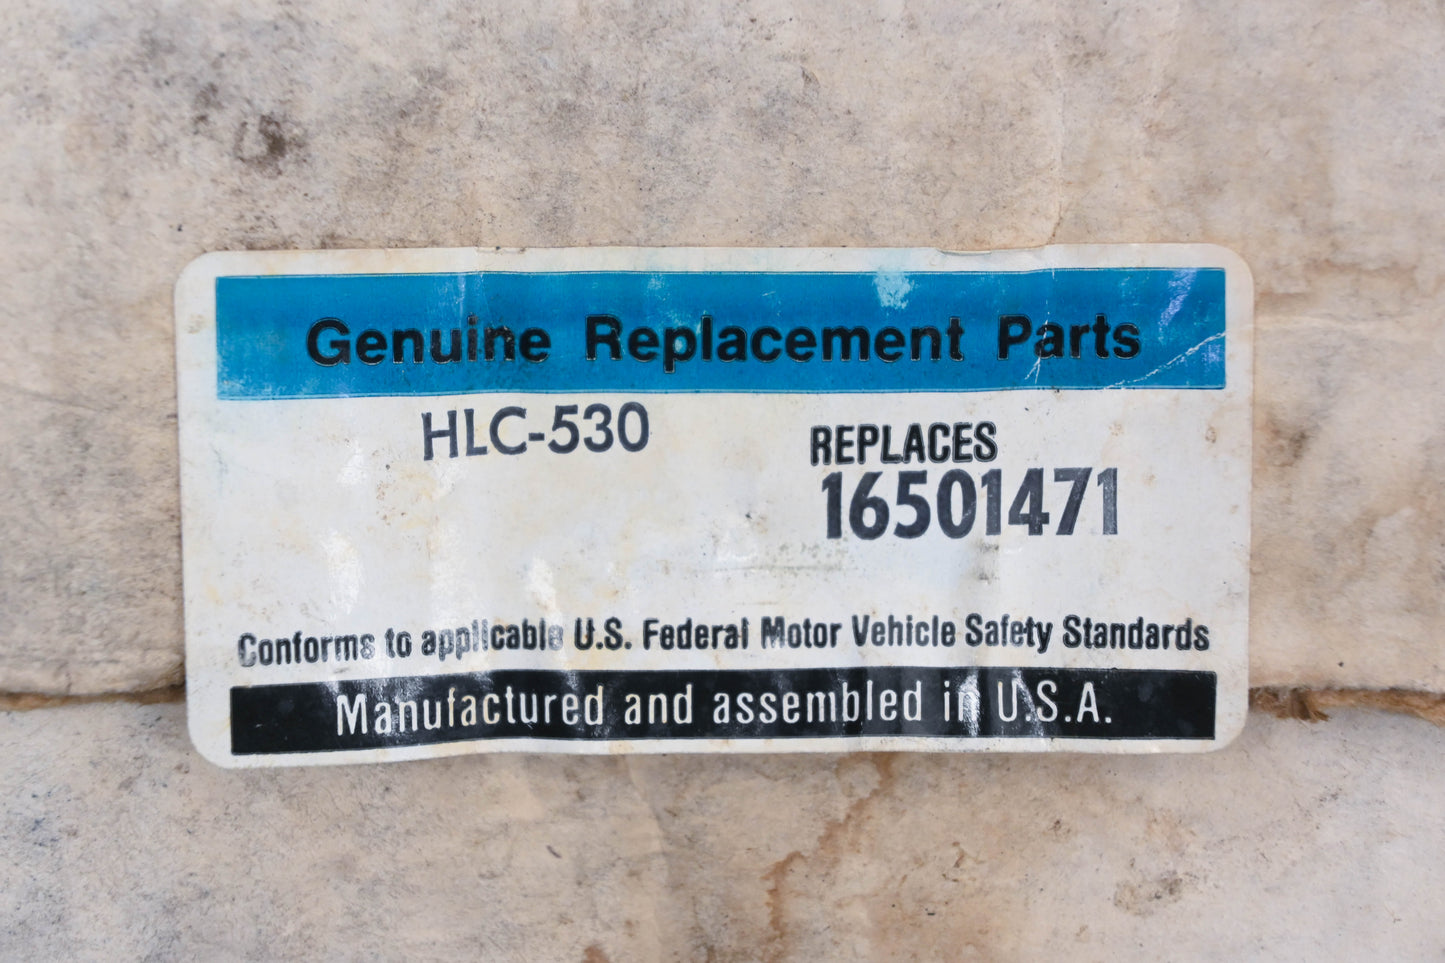 Genuine Replacement Parts
HLC-530
REPLACES
16501471
Conforms to applicable U.S. Federal Motor Vehicle Safety Standards
Manufactured and assembled in U.S.A.